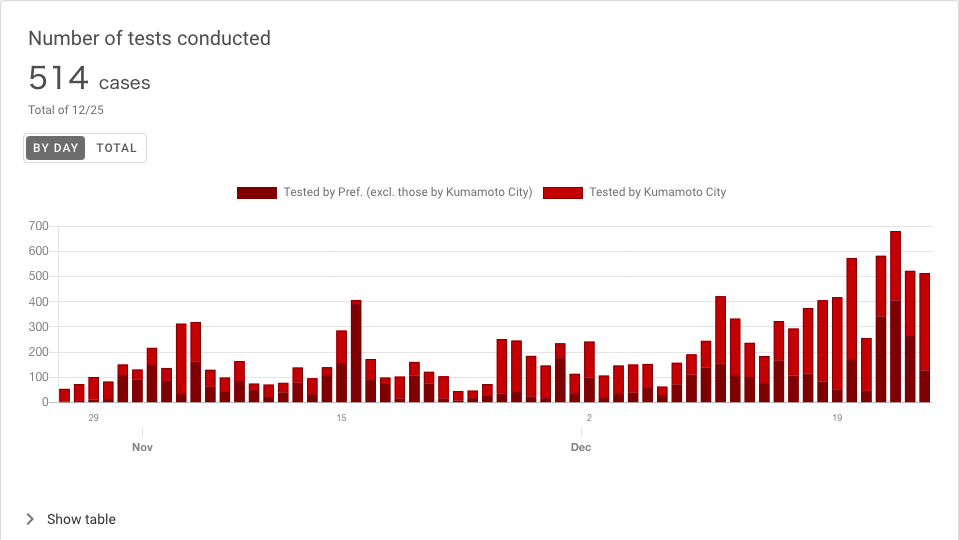 Number of tests conducted
514 cases
Total of 12/25
BY DAY TOTAL
Tested by Pref. (excl. those by Kumamoto City) Tested by Kumamoto City
700
600
500
400
300
200
100
0
29 15 2 19
Nov Dec
Show table